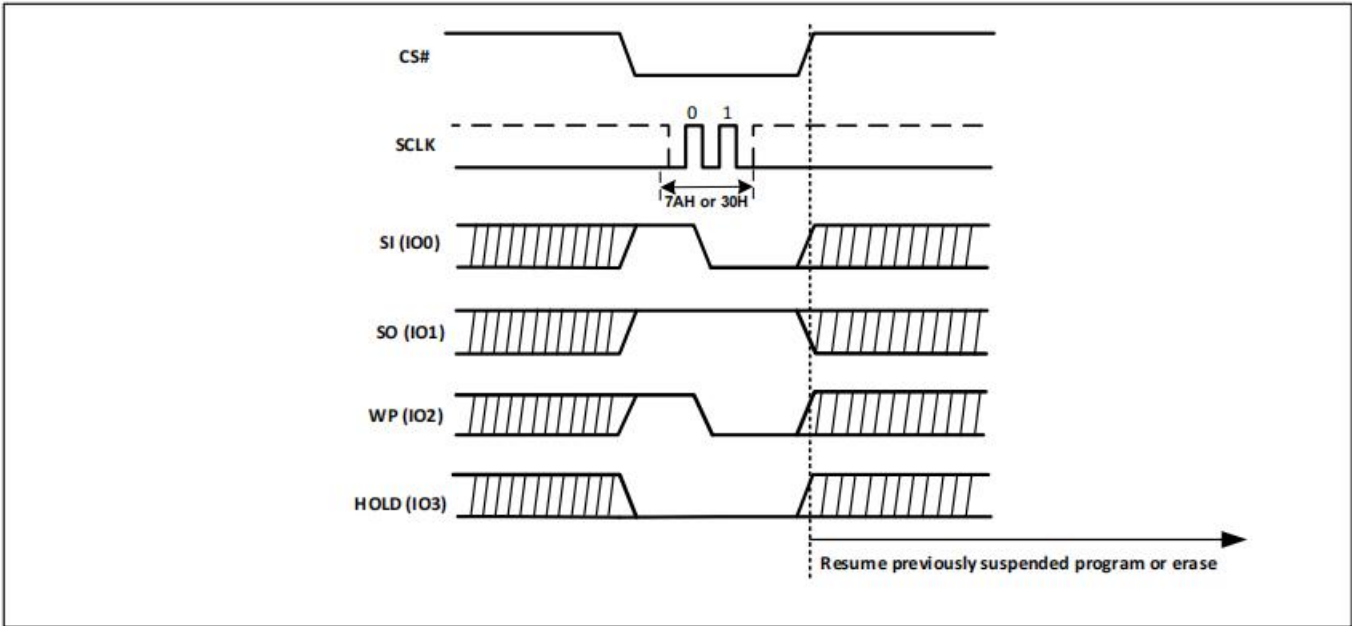 CS#
0 1
SCLK
7AH or 30H
SI (IO0)
SO (IO1)
WP (IO2)
HOLD (IO3)
Resume previously suspended program or erase